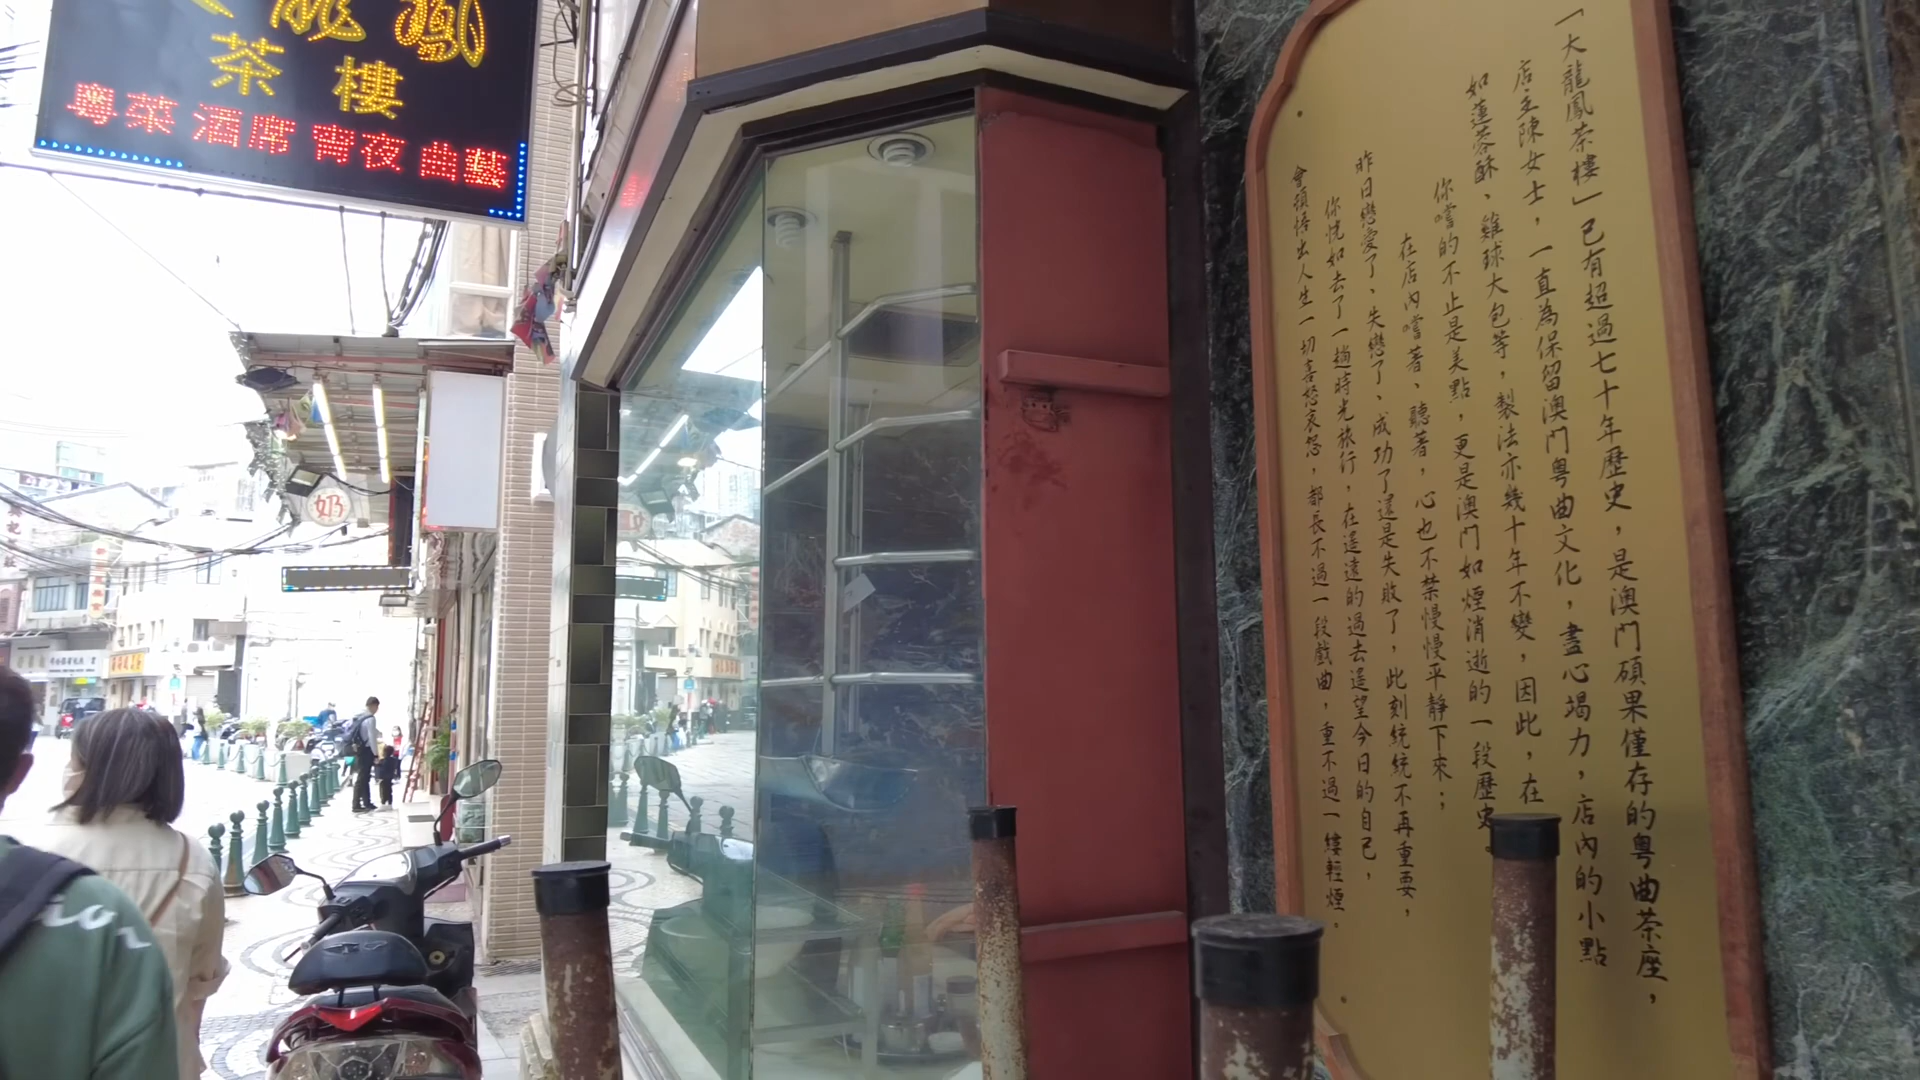 龍鳳
茶樓
粵菜 酒席 宵夜 曲藝
奶
「大龍鳳茶樓」已有超過七十年歷史，是澳門碩果僅存的粵曲茶座，
店主陳女士，一直為保留澳門粵曲文化，盡心竭力，店內的小點
如蓮蓉酥、雞球大包等，製法亦幾十年不變，因此，在
你嚐的不止是美點，更是澳門如煙消逝的一段歷史。
在店內嚐著、聽著，心也不禁慢慢平靜下來；
昨日戀愛了、失戀了、成功了還是失敗了，此刻統統不再重要，
你恍如去了一趟時光旅行，在遙遠的過去遙望今日的自己，
會頓悟出人生一切喜怒哀怨，都長不過一段戲曲，重不過一縷輕煙。